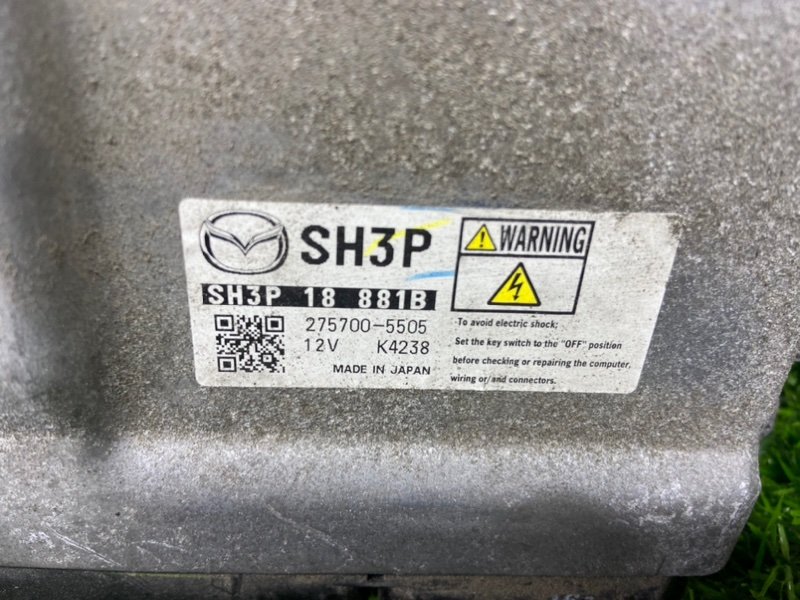 SH3P
SH3P 18 881B
275700-5505
12V K4238
MADE IN JAPAN
WARNING
To avoid electric shock;
Set the key switch to the "OFF" position
before checking or repairing the computer,
wiring or/and connectors.